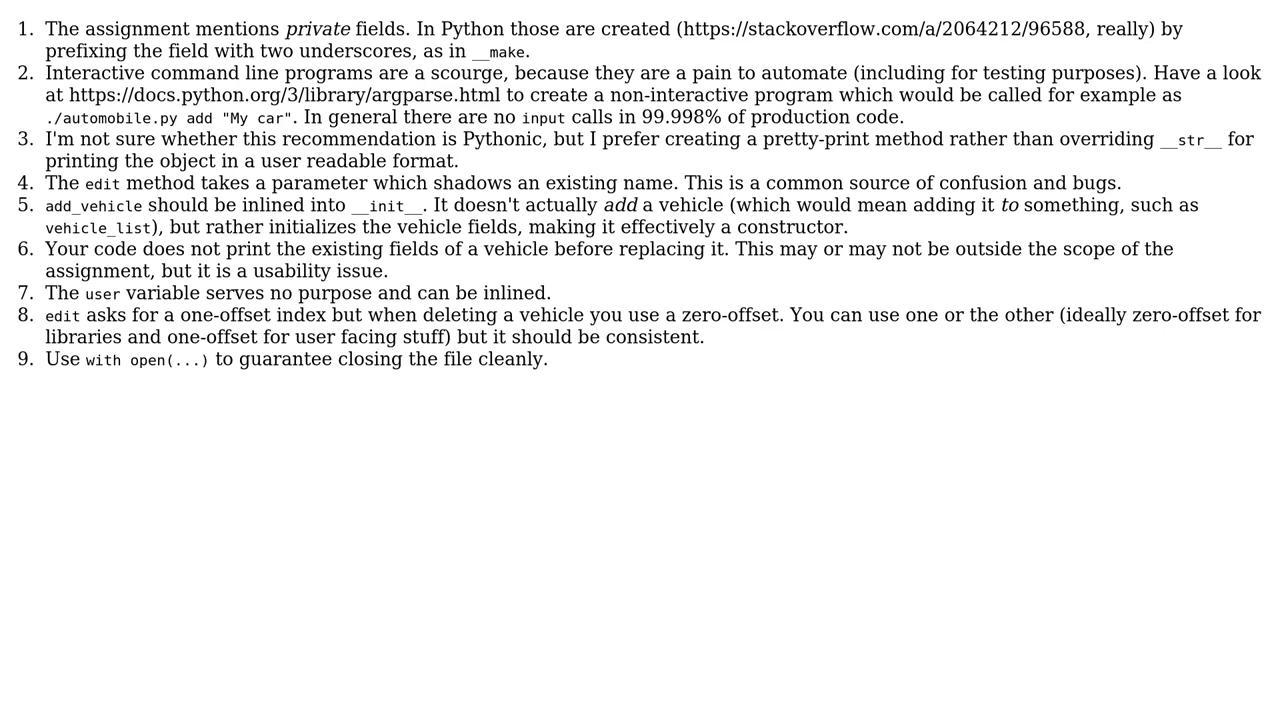 1. The assignment mentions private fields. In Python those are created (https://stackoverflow.com/a/2064212/96588, really) by
prefixing the field with two underscores, as in __make.
2. Interactive command line programs are a scourge, because they are a pain to automate (including for testing purposes). Have a look
at https://docs.python.org/3/library/argparse.html to create a non-interactive program which would be called for example as
./automobile.py add "My car". In general there are no input calls in 99.998% of production code.
3. I'm not sure whether this recommendation is Pythonic, but I prefer creating a pretty-print method rather than overriding __str__ for
printing the object in a user readable format.
4. The edit method takes a parameter which shadows an existing name. This is a common source of confusion and bugs.
5. add_vehicle should be inlined into __init__. It doesn't actually add a vehicle (which would mean adding it to something, such as
vehicle_list), but rather initializes the vehicle fields, making it effectively a constructor.
6. Your code does not print the existing fields of a vehicle before replacing it. This may or may not be outside the scope of the
assignment, but it is a usability issue.
7. The user variable serves no purpose and can be inlined.
8. edit asks for a one-offset index but when deleting a vehicle you use a zero-offset. You can use one or the other (ideally zero-offset for
libraries and one-offset for user facing stuff) but it should be consistent.
9. Use with open(...) to guarantee closing the file cleanly.